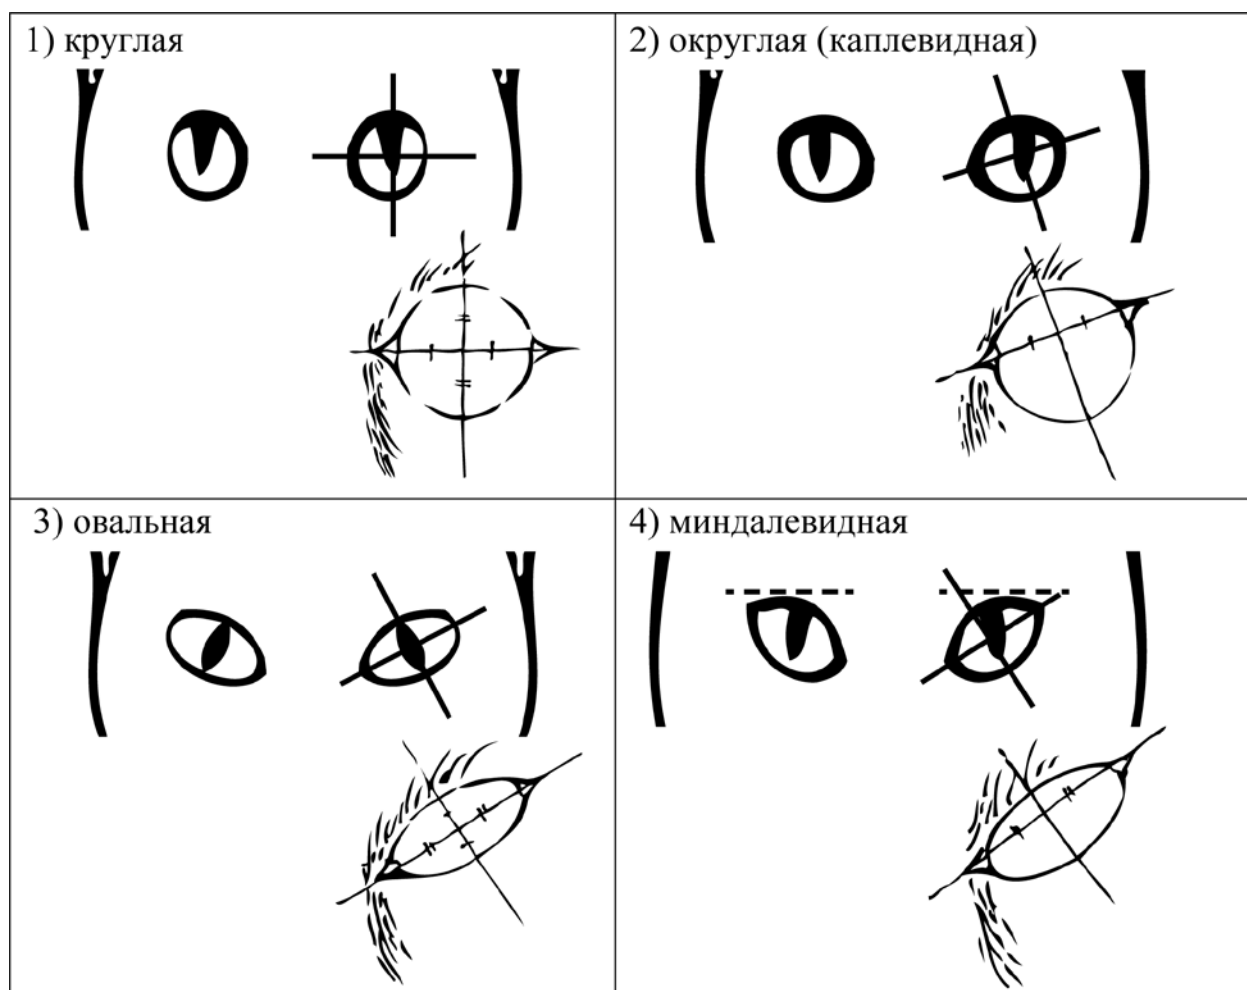 1) круглая
2) округлая (каплевидная)
3) овальная
4) миндалевидная